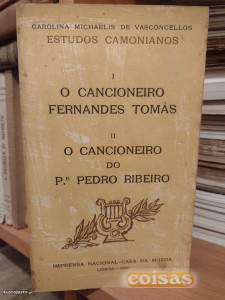 CAROLINA MICHAËLIS DE VASCONCELLOS
ESTUDOS CAMONIANOS
I
O CANCIONEIRO
FERNANDES TOMÁS
II
O CANCIONEIRO
DO
P.e PEDRO RIBEIRO
IMPRENSA NACIONAL-CASA DA MOEDA
coisas